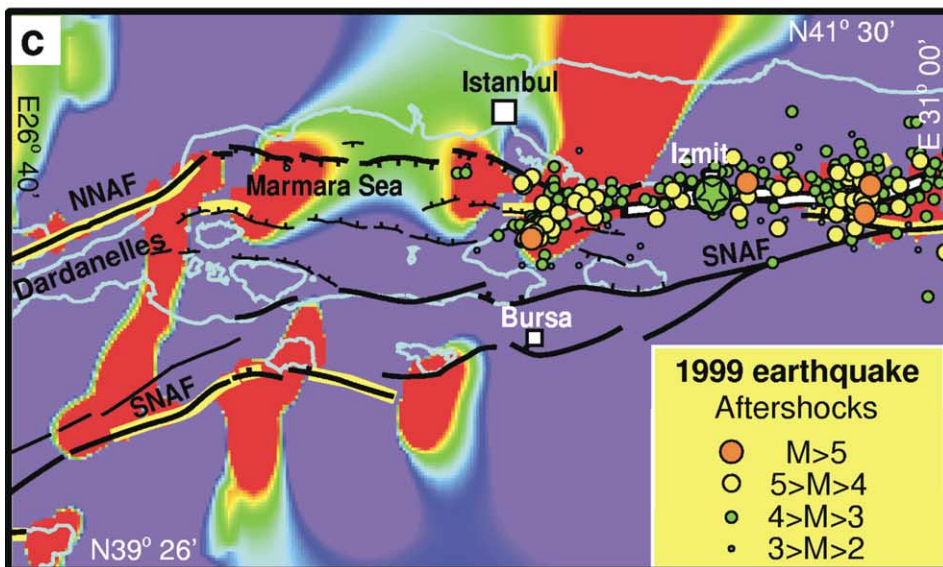 c
N41° 30'
E 31° 00'
E26° 40'
Istanbul
Izmit
NNAF
Marmara Sea
Dardanelles
SNAF
Bursa
SNAF
N39° 26'
1999 earthquake
Aftershocks
M>5
5>M>4
4>M>3
3>M>2